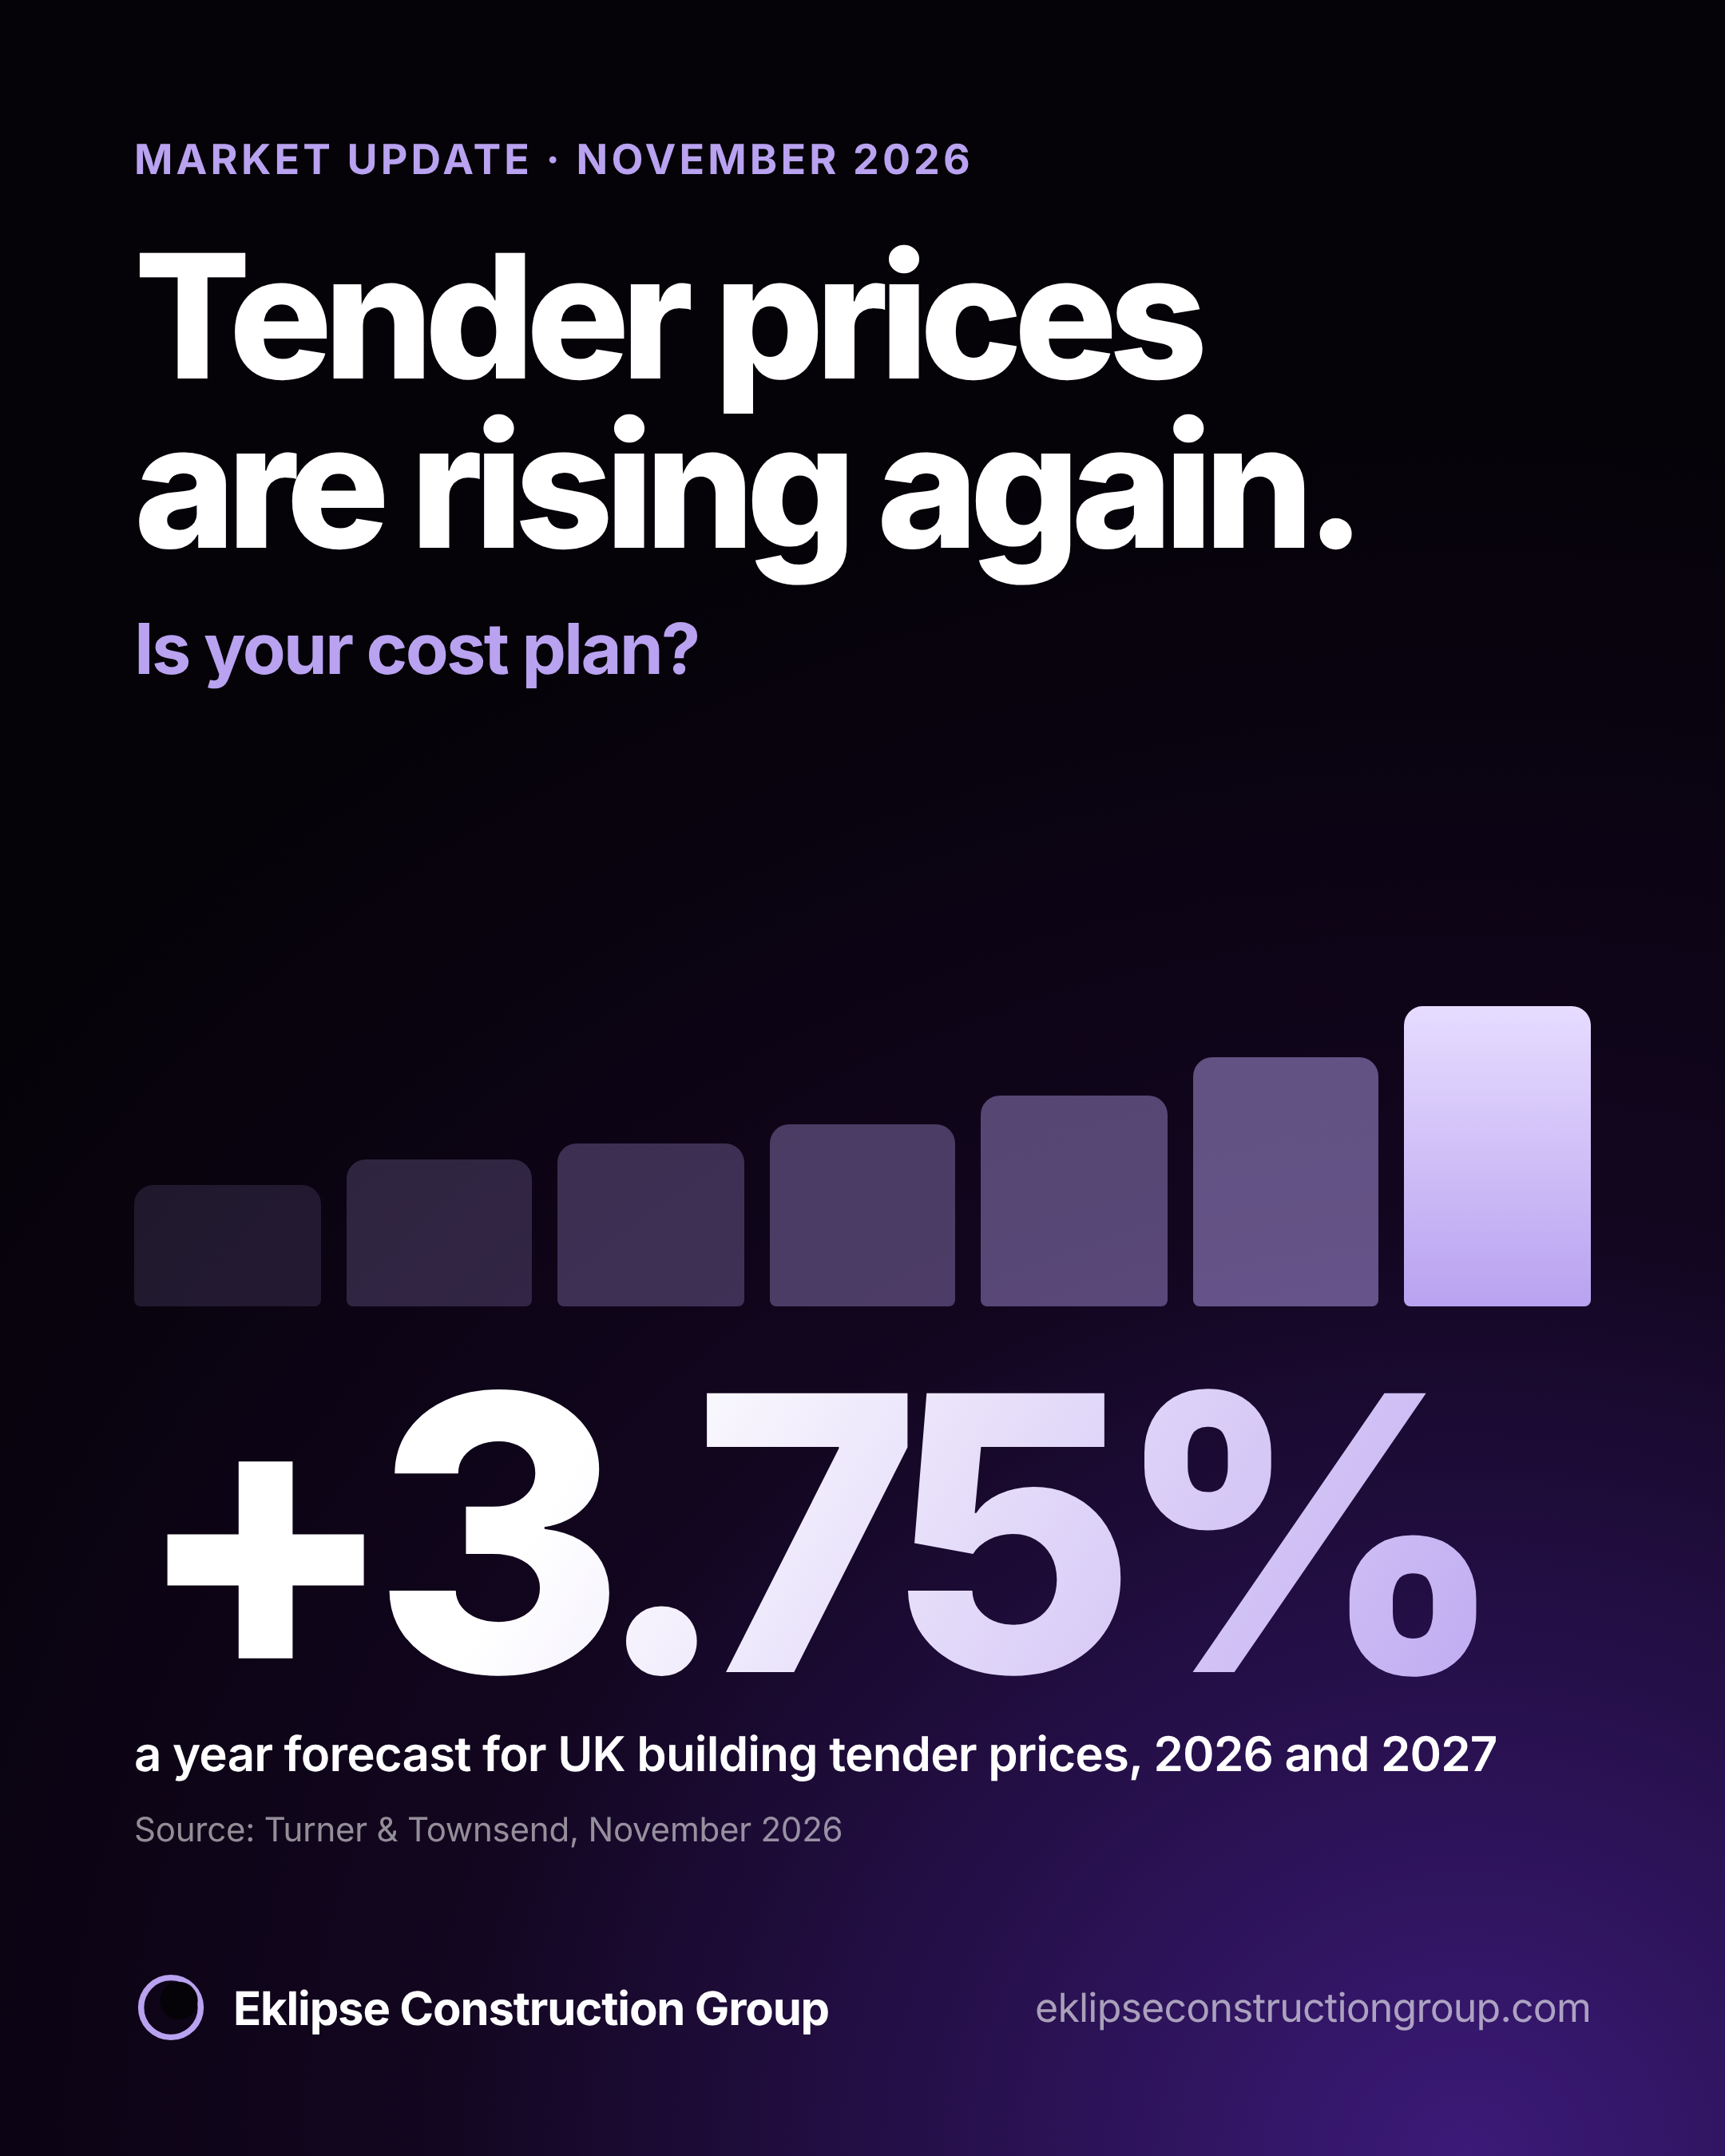 MARKET UPDATE · NOVEMBER 2026
Tender prices
are rising again.
Is your cost plan?
+3.75%
a year forecast for UK building tender prices, 2026 and 2027
Source: Turner & Townsend, November 2026
Eklipse Construction Group
eklipseconstructiongroup.com